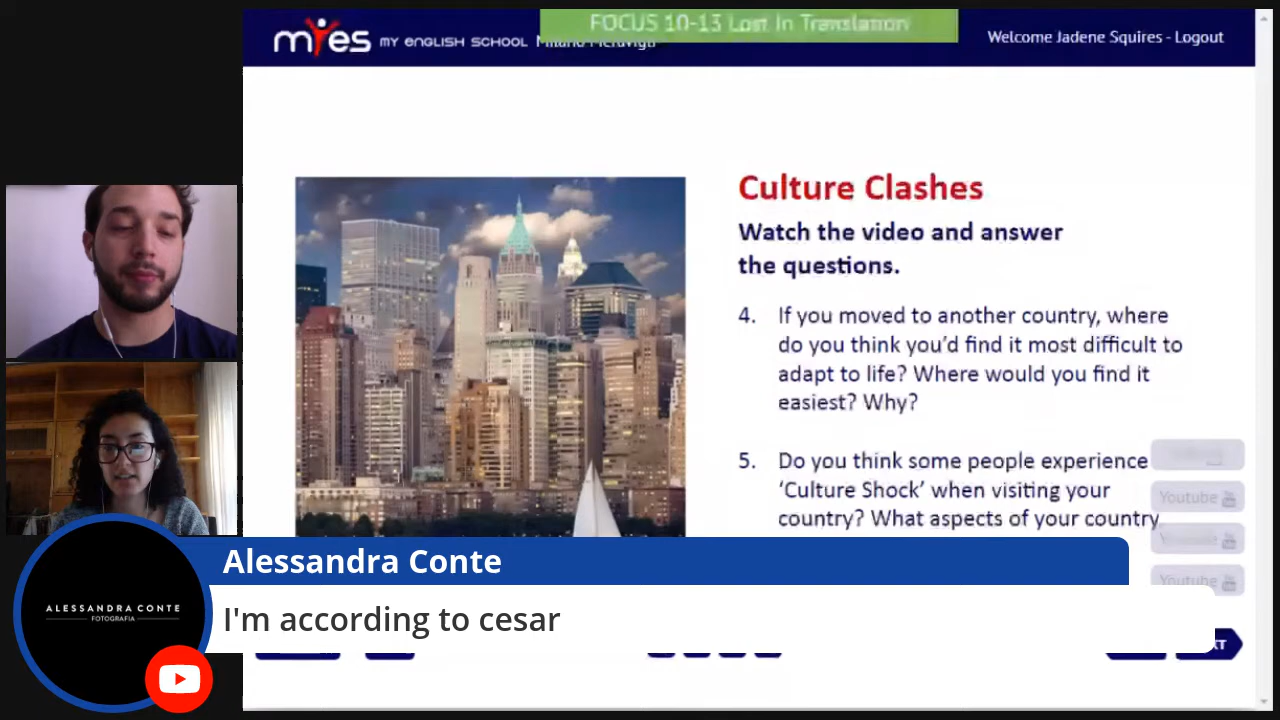 FOCUS 10-13 Lost In Translation
myes MY ENGLISH SCHOOL Milano Meravigli
Welcome Jadene Squires - Logout
Culture Clashes
Watch the video and answer
the questions.
4. If you moved to another country, where
do you think you'd find it most difficult to
adapt to life? Where would you find it
easiest? Why?
5. Do you think some people experience
'Culture Shock' when visiting your
country? What aspects of your country
Youtube
Youtube
Alessandra Conte
I'm according to cesar
ALESSANDRA CONTE
FOTOGRAFIA